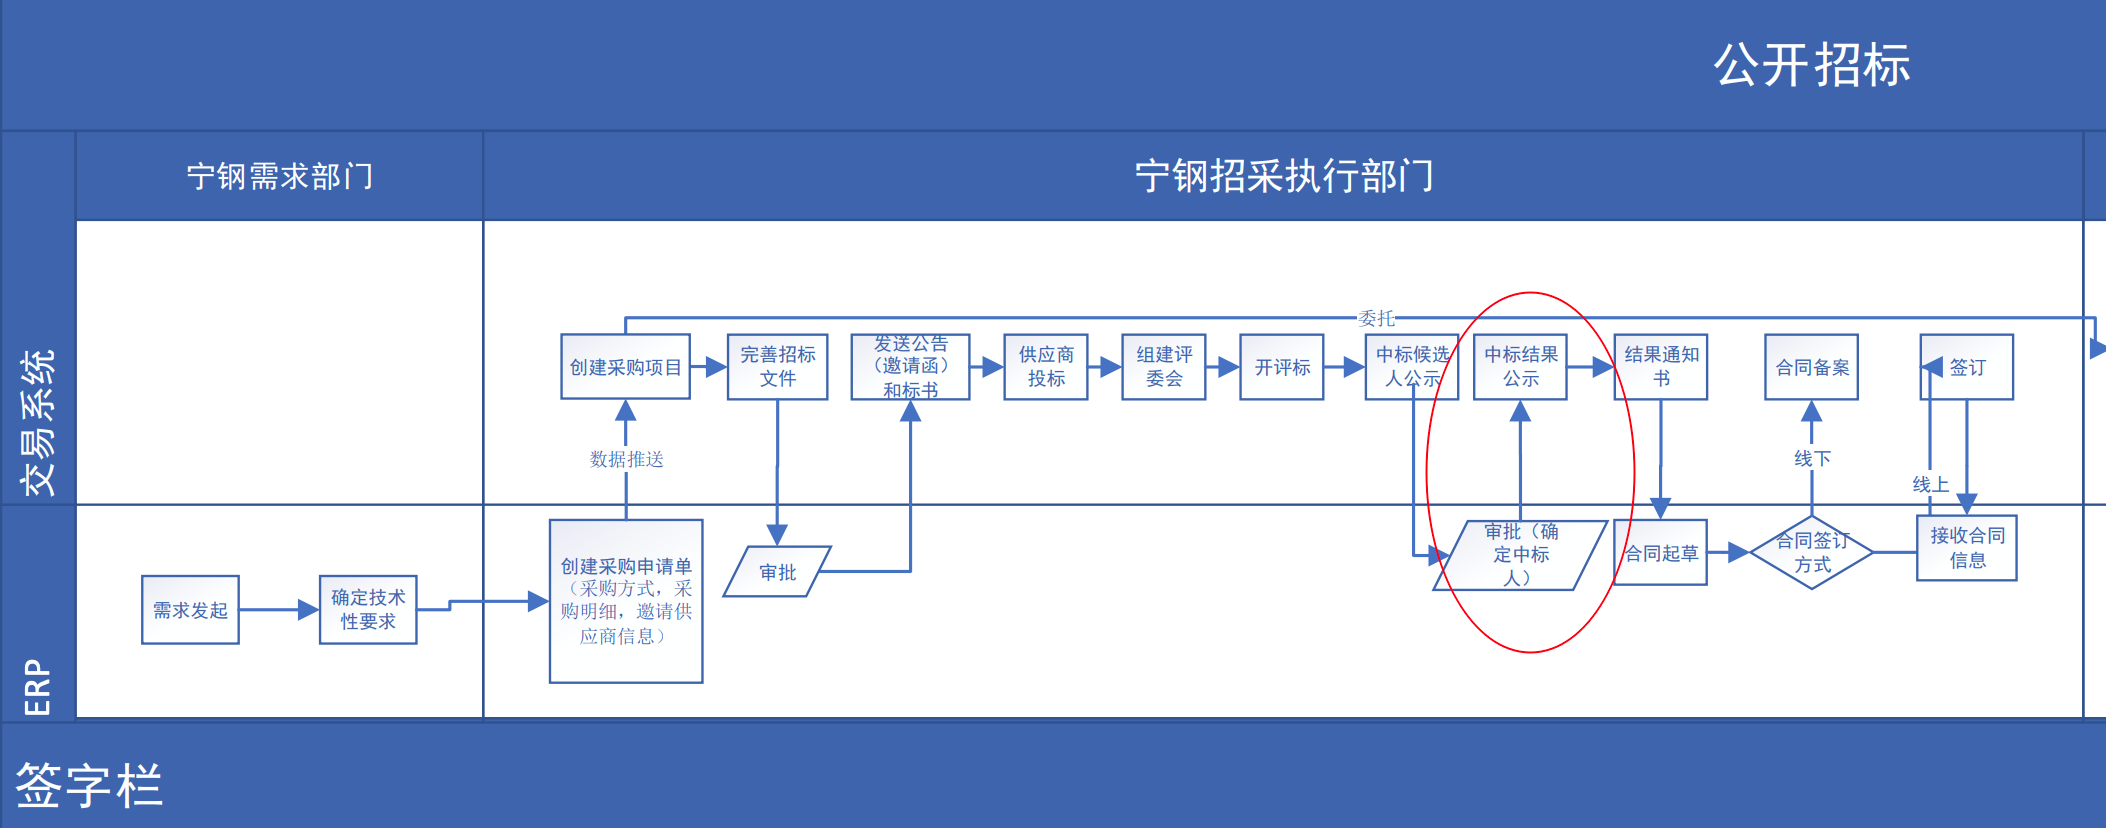 公开招标
宁钢需求部门
宁钢招采执行部门
交易系统
委托
创建采购项目
完善招标
文件
发送公告
（邀请函）
和标书
供应商
投标
组建评
委会
开评标
中标候选
人公示
中标结果
公示
结果通知
书
合同备案
签订
数据推送
线下
线上
ERP
需求发起
确定技术
性要求
创建采购申请单
（采购方式，采
购明细，邀请供
应商信息）
审批
审批（确
定中标
人）
合同起草
合同签订
方式
接收合同
信息
签字栏